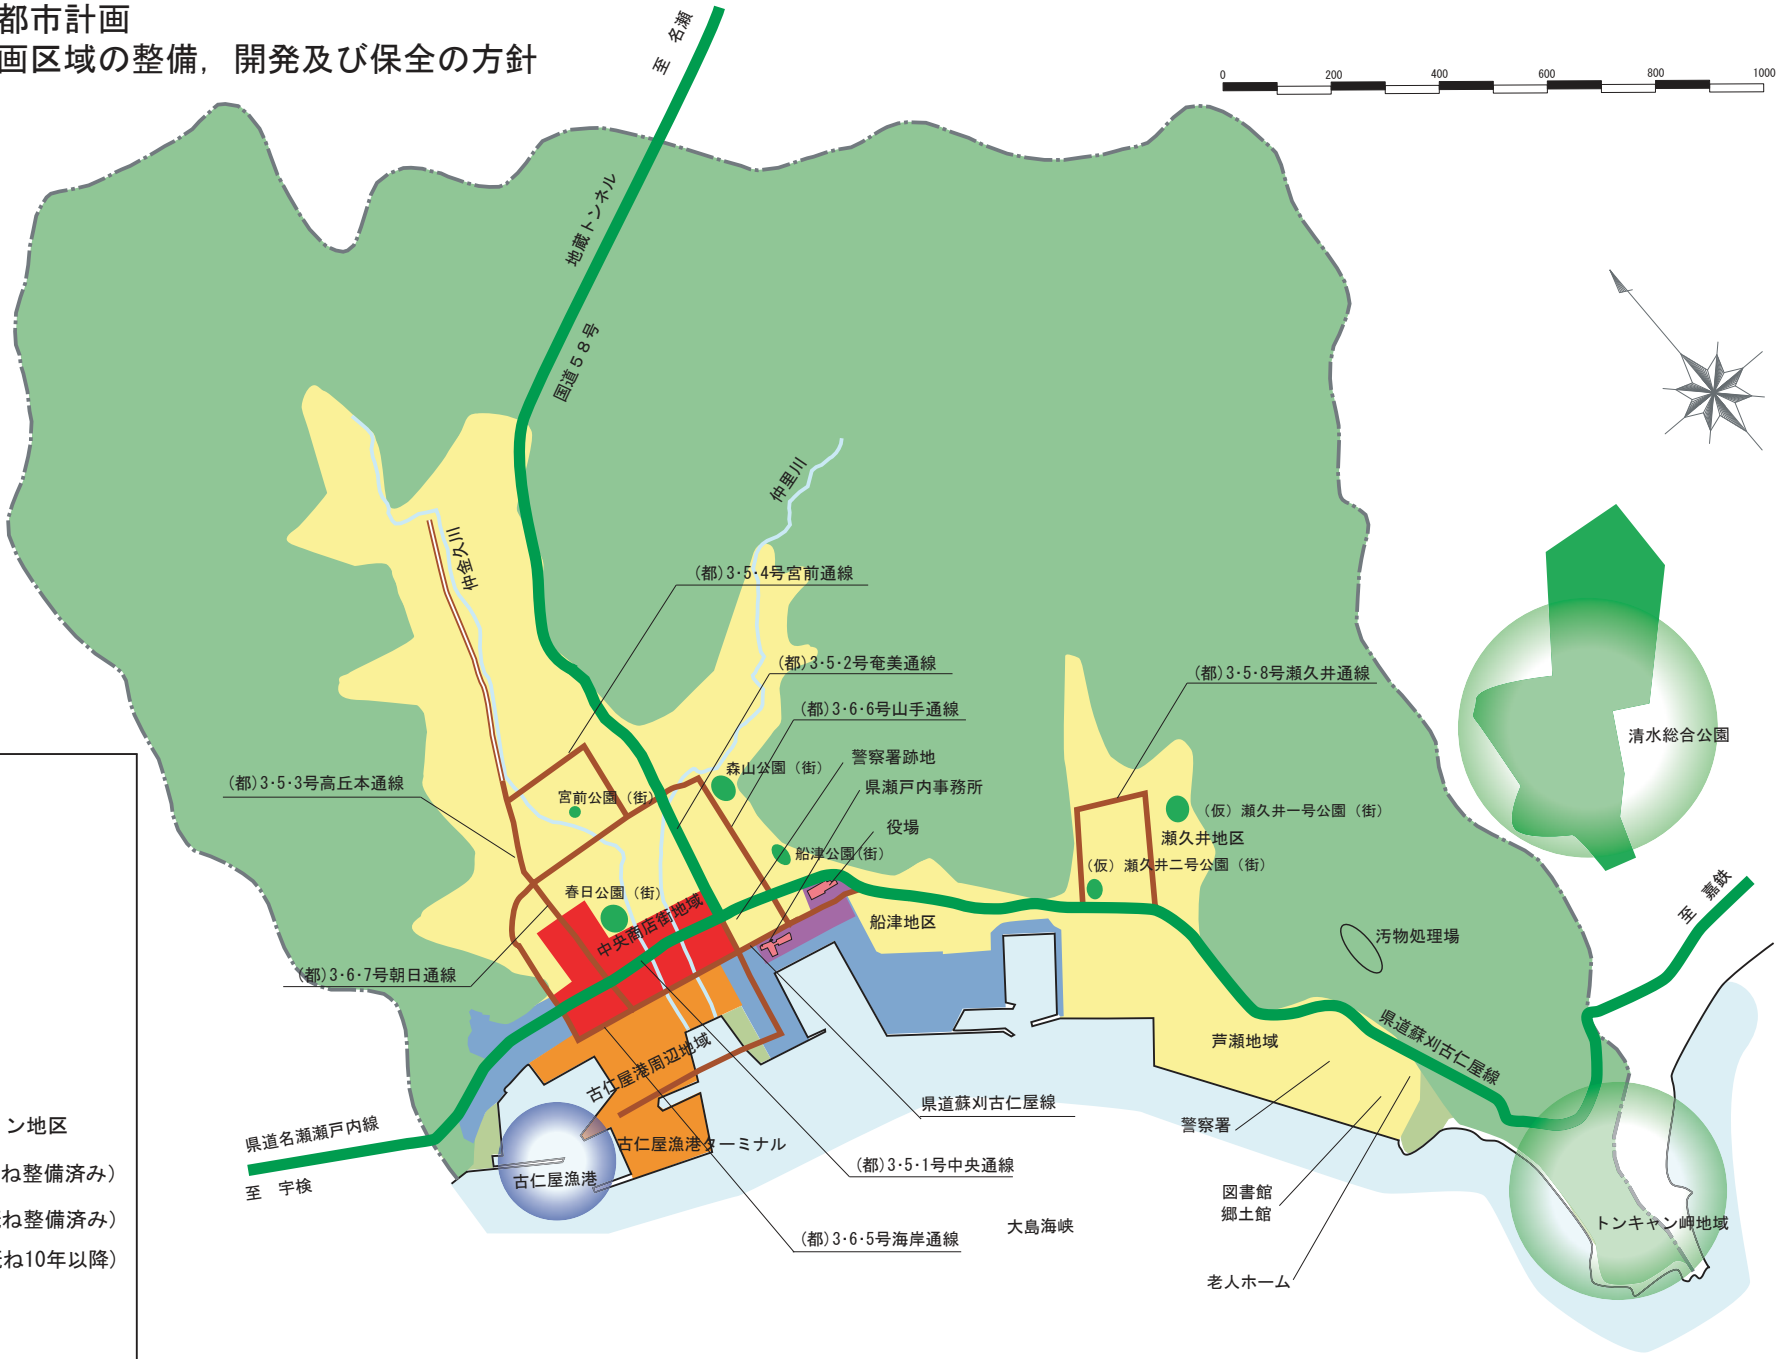 都市計画
画区域の整備，開発及び保全の方針
至　名瀬
0 200 400 600 800 1000
地蔵トンネル
国道５８号
仲里川
仲金久川
(都)3・5・4号宮前通線
(都)3・5・2号奄美通線
(都)3・6・6号山手通線
(都)3・5・8号瀬久井通線
清水総合公園
警察署跡地
森山公園（街）
県瀬戸内事務所
(都)3・5・3号高丘本通線
宮前公園（街）
役場
（仮）瀬久井一号公園（街）
瀬久井地区
船津公園(街)
（仮）瀬久井二号公園（街）
春日公園（街）
中央商店街地域
船津地区
至　嘉鉄
汚物処理場
(都)3・6・7号朝日通線
県道蘇刈古仁屋線
芦瀬地域
古仁屋港周辺地域
県道蘇刈古仁屋線
警察署
県道名瀬瀬戸内線
至　宇検
古仁屋漁港ターミナル
古仁屋漁港
(都)3・5・1号中央通線
図書館
郷土館
大島海峡
トンキャン岬地域
(都)3・6・5号海岸通線
老人ホーム
ン地区
ね整備済み）
ね整備済み）
ね10年以降）